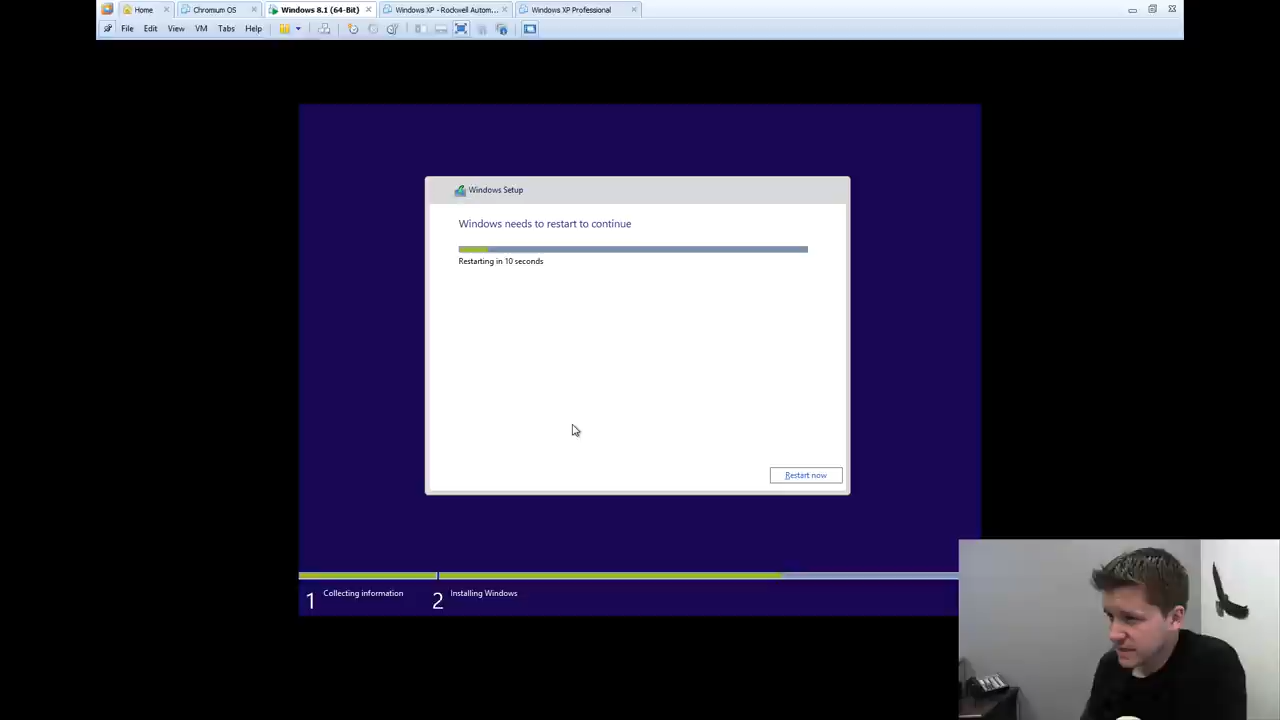 Home
Chromium OS
Windows 8.1 (64-Bit)
Windows XP - Rockwell Autom...
Windows XP Professional
File Edit View VM Tabs Help
Windows Setup
Windows needs to restart to continue
Restarting in 10 seconds
Restart now
1 Collecting information
2 Installing Windows